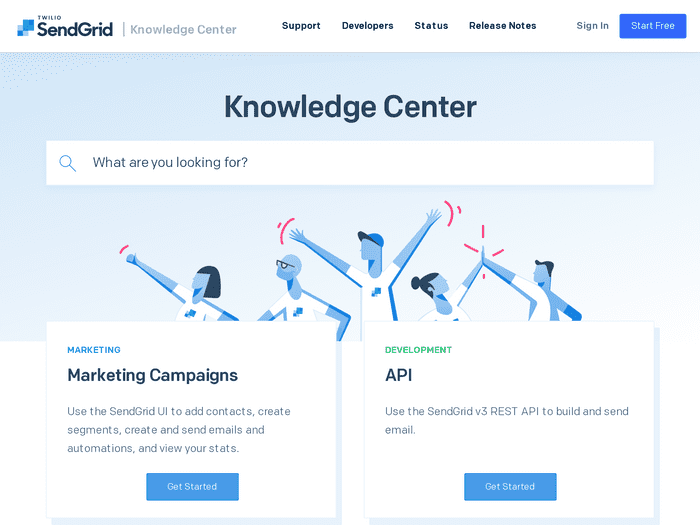 TWILIO
SendGrid | Knowledge Center
Support Developers Status Release Notes Sign In Start Free
Knowledge Center
What are you looking for?
MARKETING
Marketing Campaigns
Use the SendGrid UI to add contacts, create
segments, create and send emails and
automations, and view your stats.
Get Started
DEVELOPMENT
API
Use the SendGrid v3 REST API to build and send
email.
Get Started